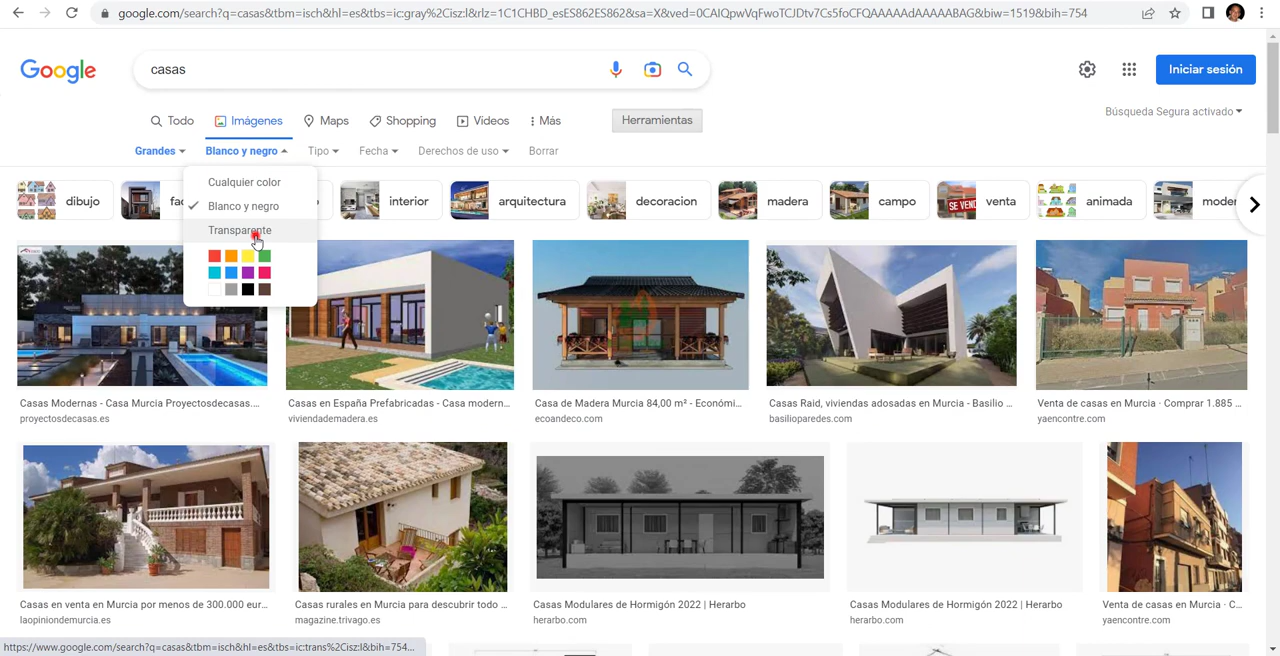 google.com/search?q=casas&tbm=isch&hl=es&tbs=ic:gray%2Cisz:l&rlz=1C1CHBD_esES862ES862&sa=X&ved=0CAIQpwVqFwoTCJDtv7Cs5foCFQAAAAAdAAAAABAG&biw=1519&bih=754
Google
casas
Iniciar sesión
Todo Imágenes Maps Shopping Vídeos Más Herramientas
Búsqueda Segura activado
Grandes Blanco y negro Tipo Fecha Derechos de uso Borrar
Cualquier color
Blanco y negro
Transparente
dibujo
interior
arquitectura
decoracion
madera
campo
SE VEND
venta
animada
moder
Casas Modernas - Casa Murcia Proyectosdecasas....
proyectosdecasas.es
Casas en España Prefabricadas - Casa modern...
viviendademadera.es
Casa de Madera Murcia 84,00 m² - Económi...
ecoandeco.com
Casas Raid, viviendas adosadas en Murcia - Basilio ...
basilioparedes.com
Venta de casas en Murcia · Comprar 1.885 ...
yaencontre.com
Casas en venta en Murcia por menos de 300.000 eur...
laopiniondemurcia.es
Casas rurales en Murcia para descubrir todo ...
magazine.trivago.es
Casas Modulares de Hormigón 2022 | Herarbo
herarbo.com
Casas Modulares de Hormigón 2022 | Herarbo
herarbo.com
Venta de casas en Murcia · C...
yaencontre.com
https://www.google.com/search?q=casas&tbm=isch&hl=es&tbs=ic:trans%2Cisz:l&bih=754...